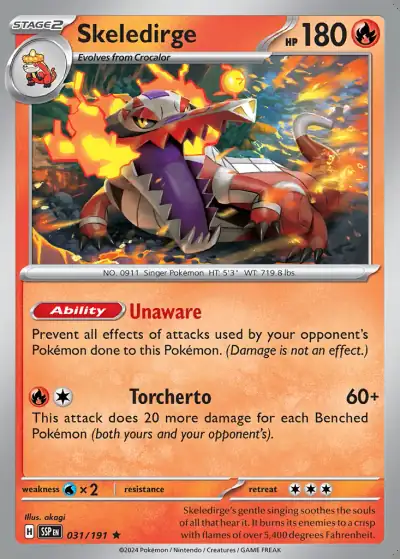 STAGE2
Skeledirge
HP 180
Evolves from Crocalor
NO. 0911 Singer Pokémon HT: 5'3" WT: 719.8 lbs.
Ability Unaware
Prevent all effects of attacks used by your opponent's
Pokémon done to this Pokémon. (Damage is not an effect.)
Torcherto 60+
This attack does 20 more damage for each Benched
Pokémon (both yours and your opponent's).
weakness ×2 resistance retreat
Illus. akagi
H SSP EN 031/191 ★
Skeledirge's gentle singing soothes the souls
of all that hear it. It burns its enemies to a crisp
with flames of over 5,400 degrees Fahrenheit.
©2024 Pokémon / Nintendo / Creatures / GAME FREAK